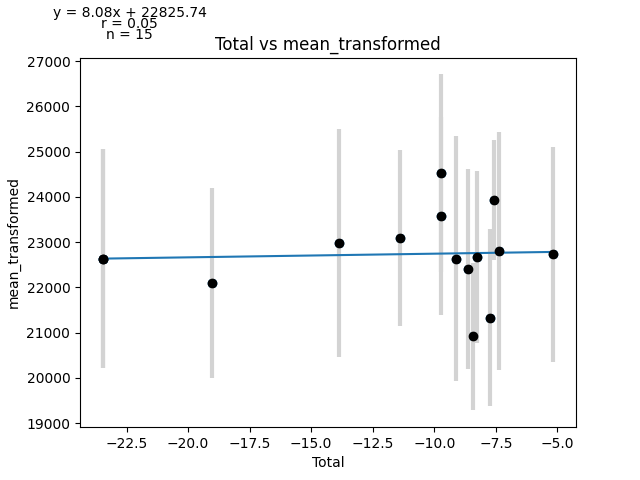 y = 8.08x + 22825.74
r = 0.05
n = 15
Total vs mean_transformed
27000
26000
25000
24000
23000
22000
21000
20000
19000
mean_transformed
−22.5 −20.0 −17.5 −15.0 −12.5 −10.0 −7.5 −5.0
Total